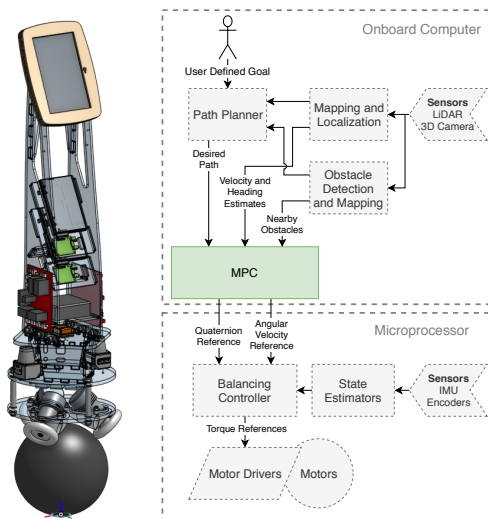 Onboard Computer
User Defined Goal
Path Planner
Mapping and
Localization
Sensors
LiDAR
3D Camera
Desired
Path
Velocity and
Heading
Estimates
Obstacle
Detection
and Mapping
Nearby
Obstacles
MPC
Quaternion
Reference
Angular
Velocity
Reference
Microprocessor
Balancing
Controller
State
Estimators
Sensors
IMU
Encoders
Torque References
Motor Drivers
Motors